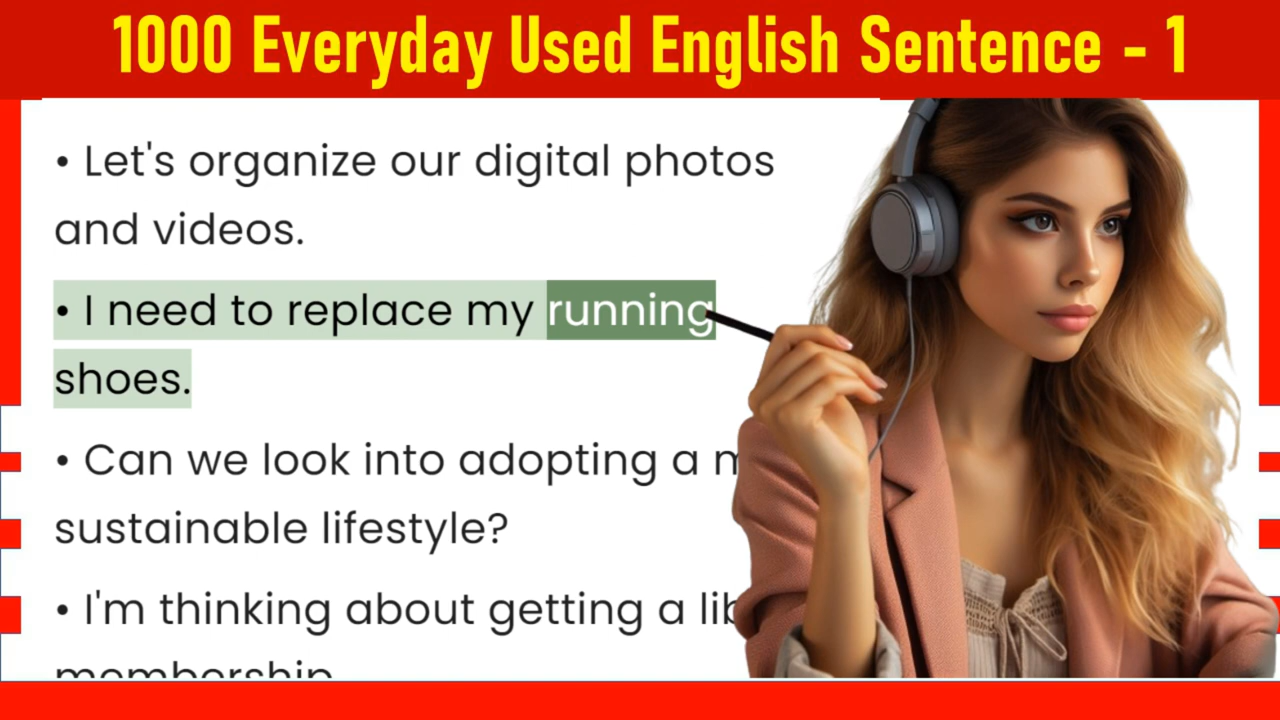 1000 Everyday Used English Sentence - 1
• Let's organize our digital photos
and videos.
• I need to replace my running
shoes.
• Can we look into adopting a
sustainable lifestyle?
• I'm thinking about getting a
membership